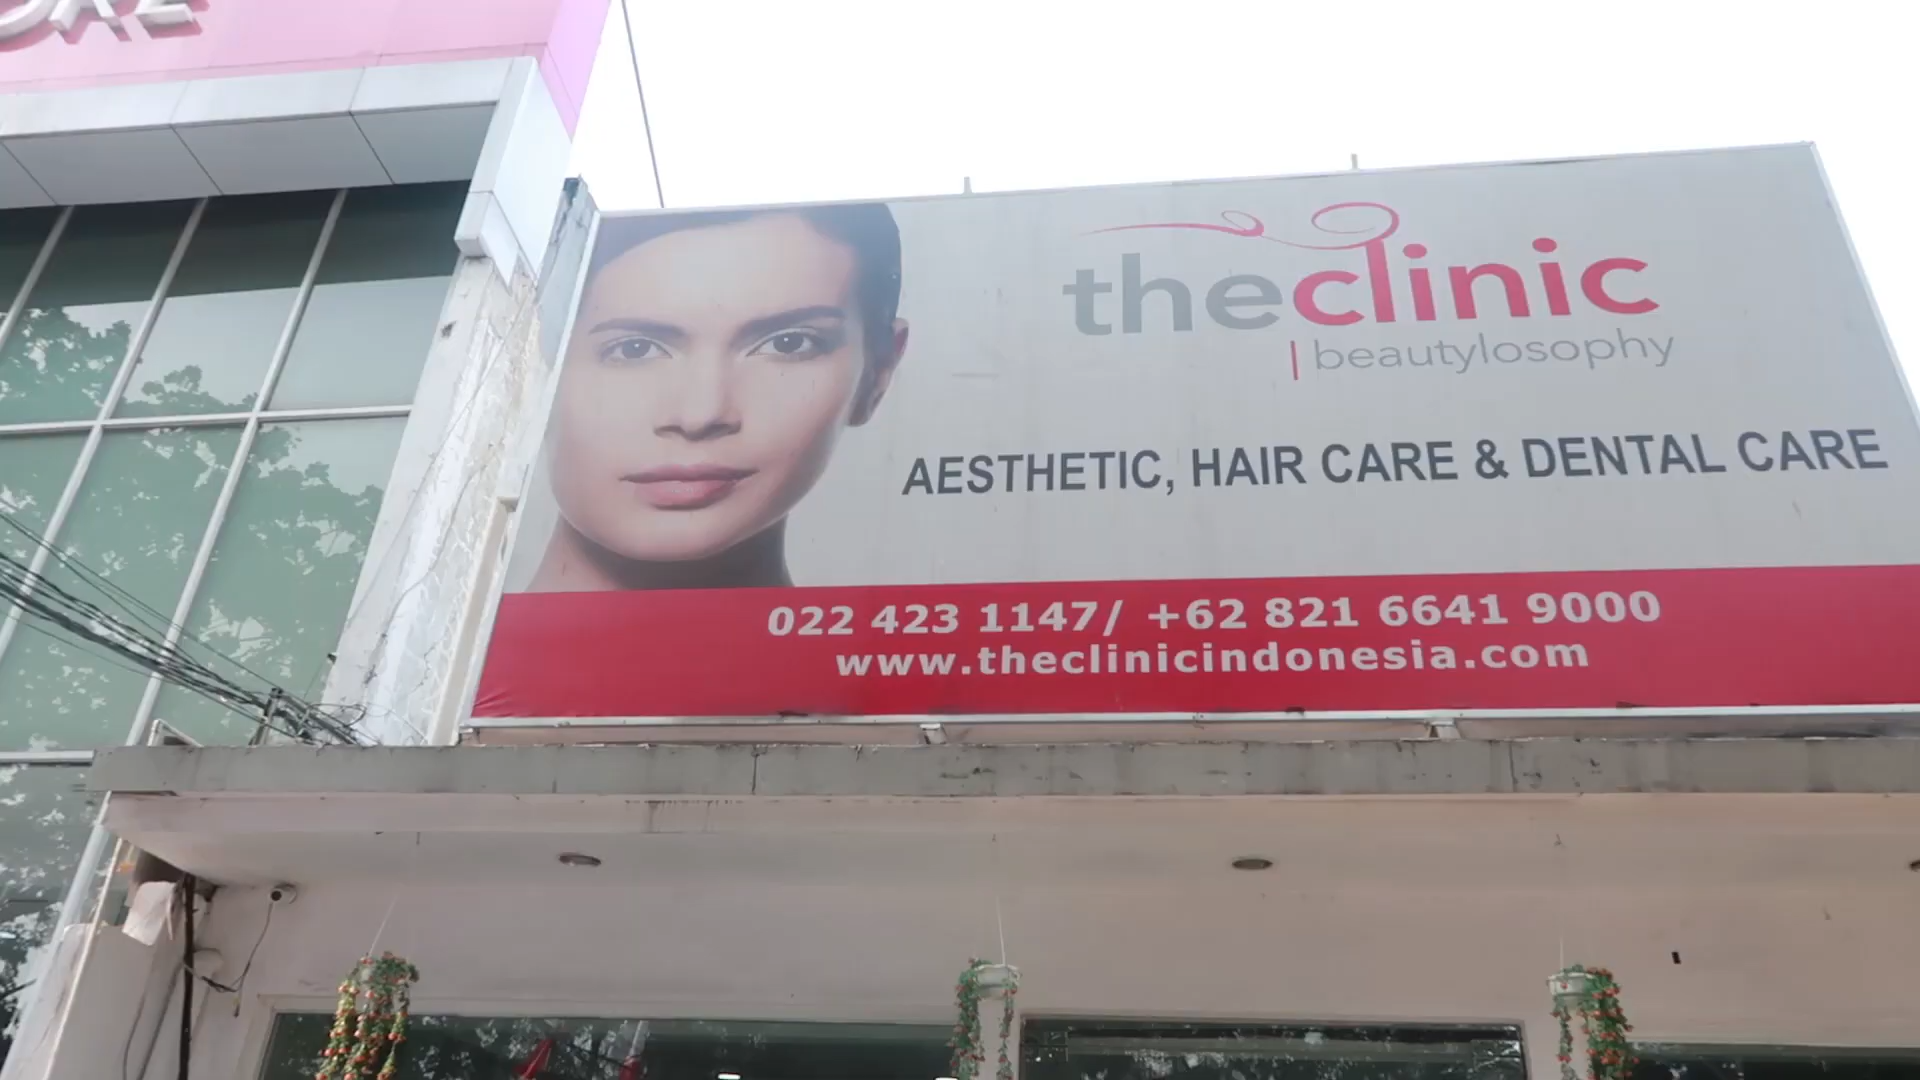 theclinic
| beautylosophy
AESTHETIC, HAIR CARE & DENTAL CARE
022 423 1147/ +62 821 6641 9000
www.theclinicindonesia.com